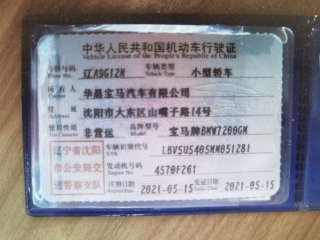 中华人民共和国机动车行驶证
Vehicle License of the People's Republic of China
号牌号码 辽A9G12N 车辆类型 小型轿车
Plate No. Vehicle Type
所有人 华晨宝马汽车有限公司
住址 沈阳市大东区山嘴子路14号
使用性质 非营运 品牌型号 宝马牌BMW7200GM
辽宁省沈阳 车辆识别代号 LBV5U5405MM051281
VIN
市公安局交 发动机号码 4570F261
Engine No.
通警察支队 注册日期 2021-05-15 发证日期 2021-05-15